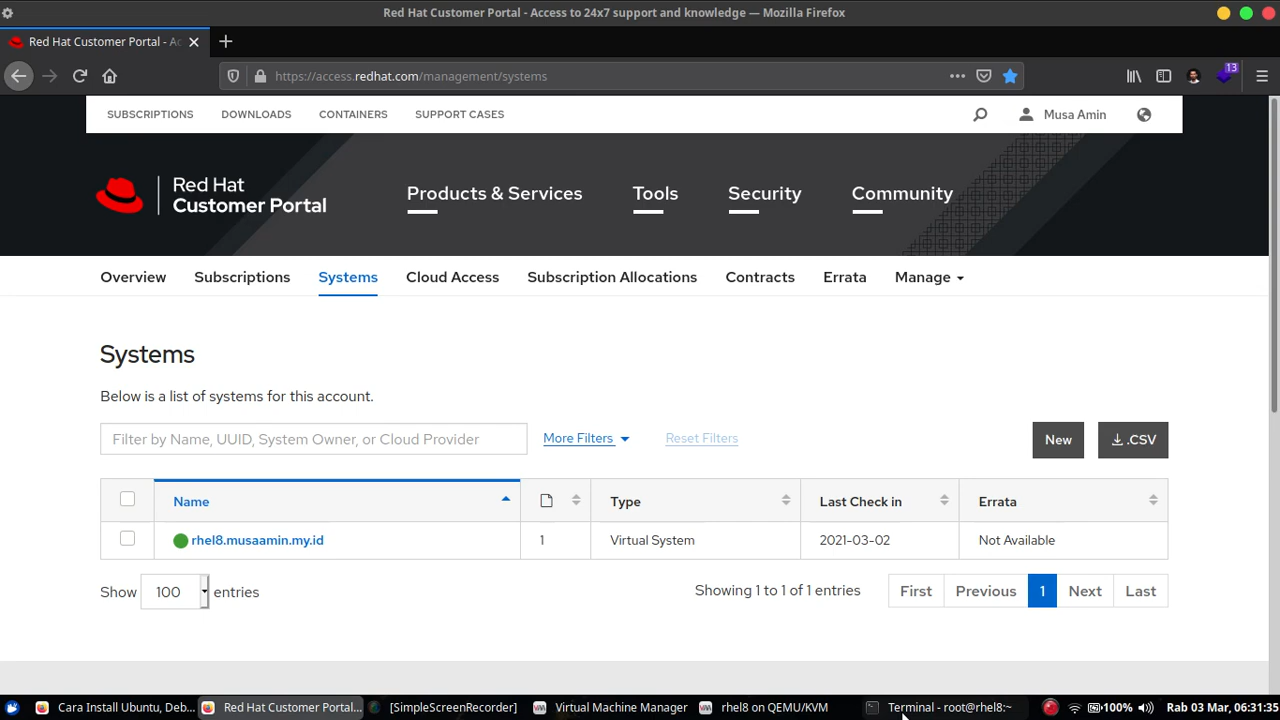 Red Hat Customer Portal - Access to 24x7 support and knowledge — Mozilla Firefox
Red Hat Customer Portal - Ac
https://access.redhat.com/management/systems
13
SUBSCRIPTIONS DOWNLOADS CONTAINERS SUPPORT CASES Musa Amin
Red Hat
Customer Portal
Products & Services Tools Security Community
Overview Subscriptions Systems Cloud Access Subscription Allocations Contracts Errata Manage
Systems
Below is a list of systems for this account.
Filter by Name, UUID, System Owner, or Cloud Provider More Filters Reset Filters New .CSV
Name Type Last Check in Errata
rhel8.musaamin.my.id 1 Virtual System 2021-03-02 Not Available
Show 100 entries Showing 1 to 1 of 1 entries First Previous 1 Next Last
Cara Install Ubuntu, Deb... Red Hat Customer Portal... [SimpleScreenRecorder] Virtual Machine Manager rhel8 on QEMU/KVM Terminal - root@rhel8:~ 100% Rab 03 Mar, 06:31:35